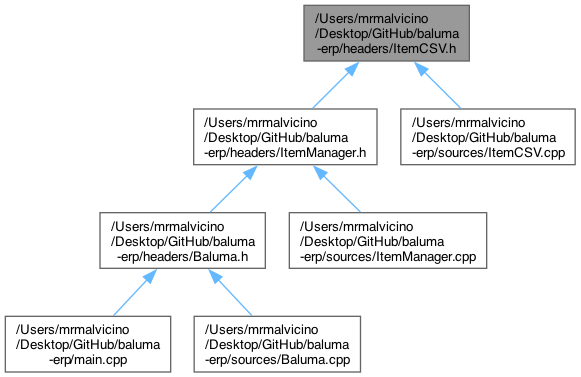 /Users/mrmalvicino
/Desktop/GitHub/baluma
-erp/headers/ItemCSV.h
/Users/mrmalvicino
/Desktop/GitHub/baluma
-erp/headers/ItemManager.h
/Users/mrmalvicino
/Desktop/GitHub/baluma
-erp/sources/ItemCSV.cpp
/Users/mrmalvicino
/Desktop/GitHub/baluma
-erp/headers/Baluma.h
/Users/mrmalvicino
/Desktop/GitHub/baluma
-erp/sources/ItemManager.cpp
/Users/mrmalvicino
/Desktop/GitHub/baluma
-erp/main.cpp
/Users/mrmalvicino
/Desktop/GitHub/baluma
-erp/sources/Baluma.cpp